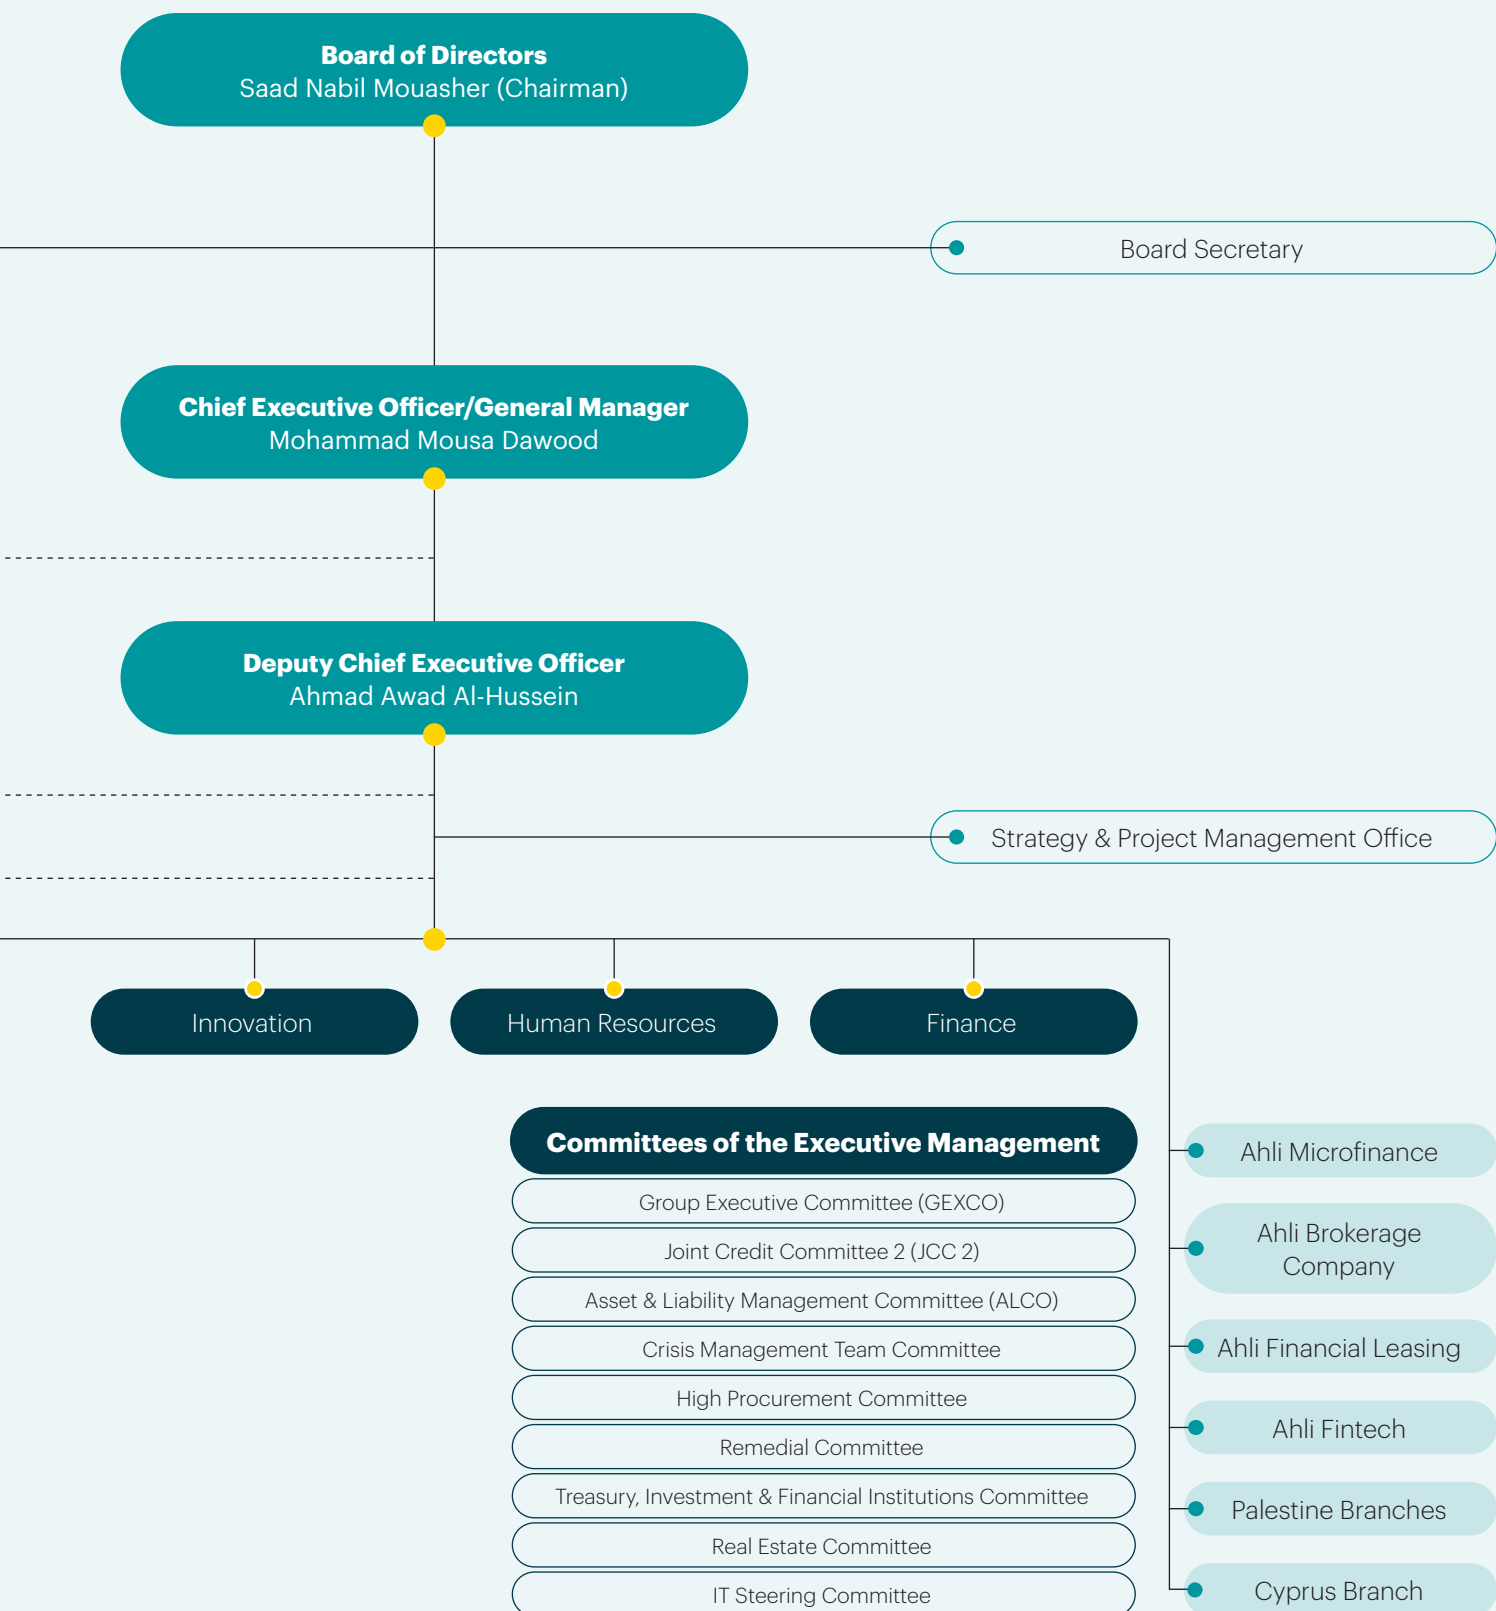 Board of Directors
Saad Nabil Mouasher (Chairman)
Board Secretary
Chief Executive Officer/General Manager
Mohammad Mousa Dawood
Deputy Chief Executive Officer
Ahmad Awad Al-Hussein
Strategy & Project Management Office
Innovation
Human Resources
Finance
Committees of the Executive Management
Group Executive Committee (GEXCO)
Joint Credit Committee 2 (JCC 2)
Asset & Liability Management Committee (ALCO)
Crisis Management Team Committee
High Procurement Committee
Remedial Committee
Treasury, Investment & Financial Institutions Committee
Real Estate Committee
IT Steering Committee
Ahli Microfinance
Ahli Brokerage
Company
Ahli Financial Leasing
Ahli Fintech
Palestine Branches
Cyprus Branch